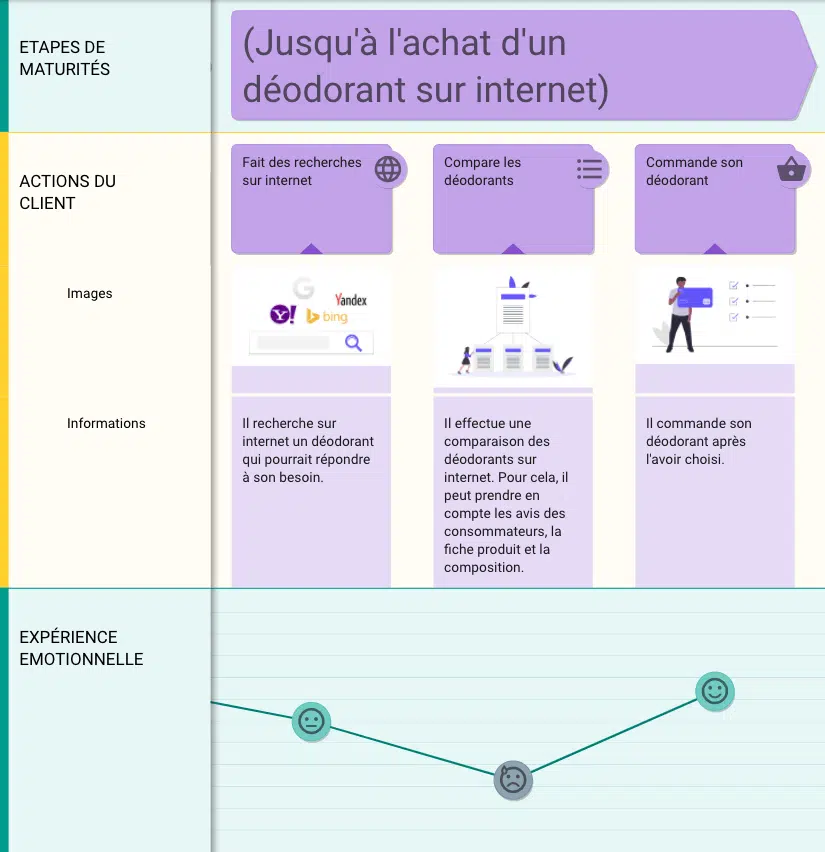 ETAPES DE
MATURITÉS
(Jusqu'à l'achat d'un
déodorant sur internet)
ACTIONS DU
CLIENT
Fait des recherches
sur internet
Compare les
déodorants
Commande son
déodorant
Images
G
Yandex
Y!
bing
Informations
Il recherche sur
internet un déodorant
qui pourrait répondre
à son besoin.
Il effectue une
comparaison des
déodorants sur
internet. Pour cela, il
peut prendre en
compte les avis des
consommateurs, la
fiche produit et la
composition.
Il commande son
déodorant après
l'avoir choisi.
EXPÉRIENCE
EMOTIONNELLE